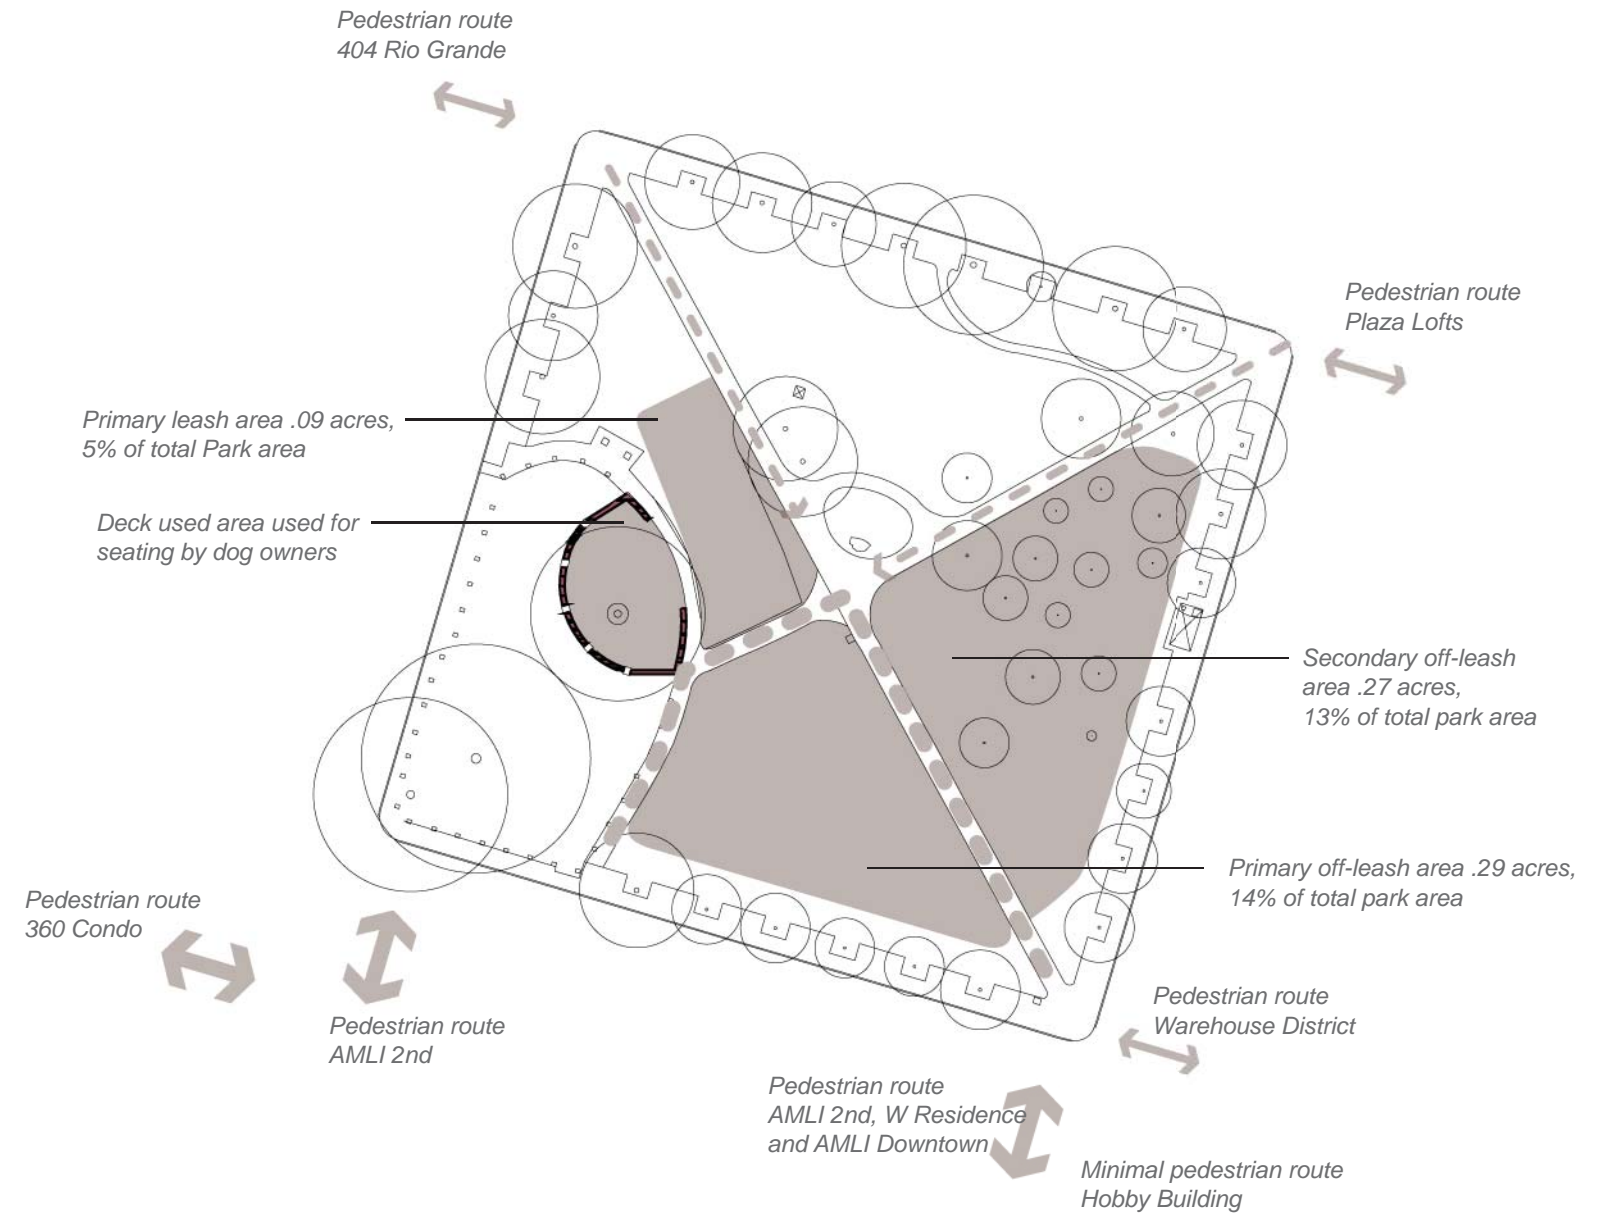 Pedestrian route
404 Rio Grande
Pedestrian route
Plaza Lofts
Primary leash area .09 acres,
5% of total Park area
Deck used area used for
seating by dog owners
Secondary off-leash
area .27 acres,
13% of total park area
Primary off-leash area .29 acres,
14% of total park area
Pedestrian route
360 Condo
Pedestrian route
AMLI 2nd
Pedestrian route
Warehouse District
Pedestrian route
AMLI 2nd, W Residence
and AMLI Downtown
Minimal pedestrian route
Hobby Building